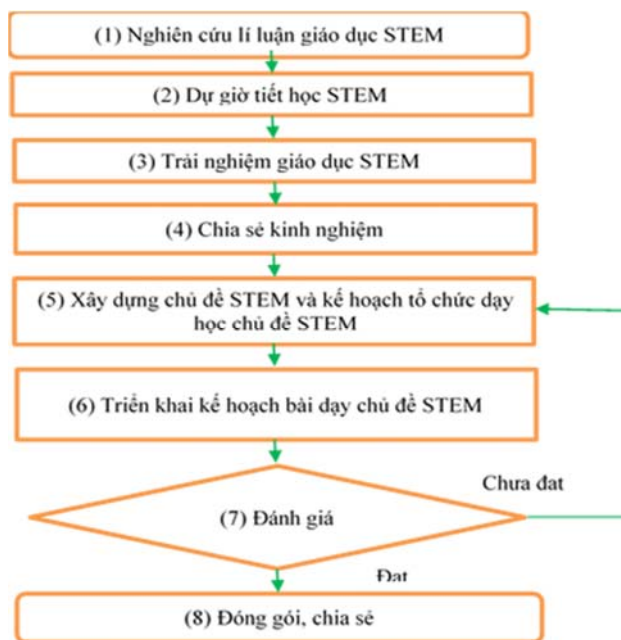 (1) Nghiên cứu lí luận giáo dục STEM
(2) Dự giờ tiết học STEM
(3) Trải nghiệm giáo dục STEM
(4) Chia sẻ kinh nghiệm
(5) Xây dựng chủ đề STEM và kế hoạch tổ chức dạy
học chủ đề STEM
(6) Triển khai kế hoạch bài dạy chủ đề STEM
Chưa đạt
(7) Đánh giá
Đạt
(8) Đóng gói, chia sẻ